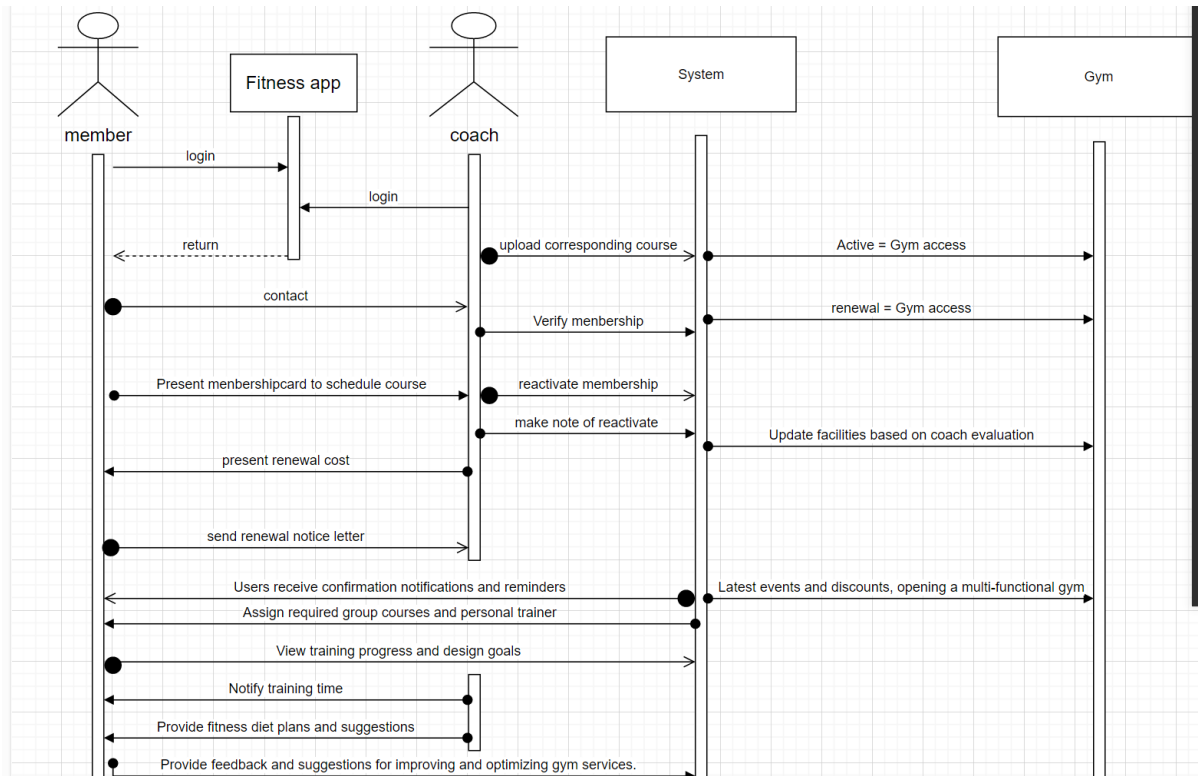 Fitness app
System
Gym
member
coach
login
login
return
upload corresponding course
Active = Gym access
contact
renewal = Gym access
Verify menbership
Present menbershipcard to schedule course
reactivate membership
make note of reactivate
Update facilities based on coach evaluation
present renewal cost
send renewal notice letter
Users receive confirmation notifications and reminders
Latest events and discounts, opening a multi-functional gym
Assign required group courses and personal trainer
View training progress and design goals
Notify training time
Provide fitness diet plans and suggestions
Provide feedback and suggestions for improving and optimizing gym services.